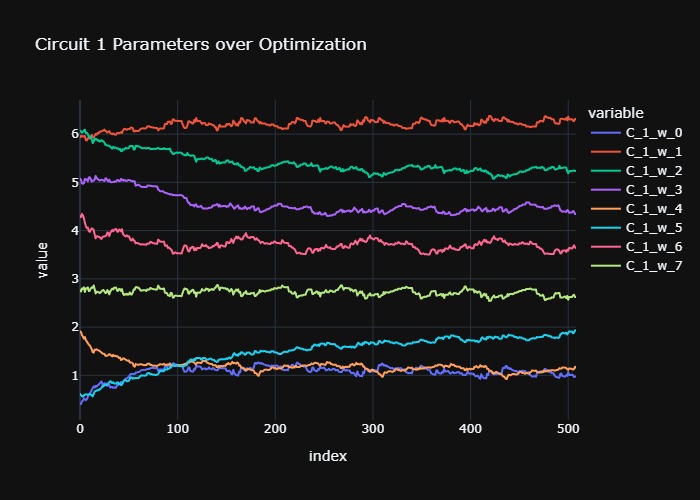 Circuit 1 Parameters over Optimization
variable
C_1_w_0
C_1_w_1
C_1_w_2
C_1_w_3
C_1_w_4
C_1_w_5
C_1_w_6
C_1_w_7
value
6
5
4
3
2
1
0 100 200 300 400 500
index